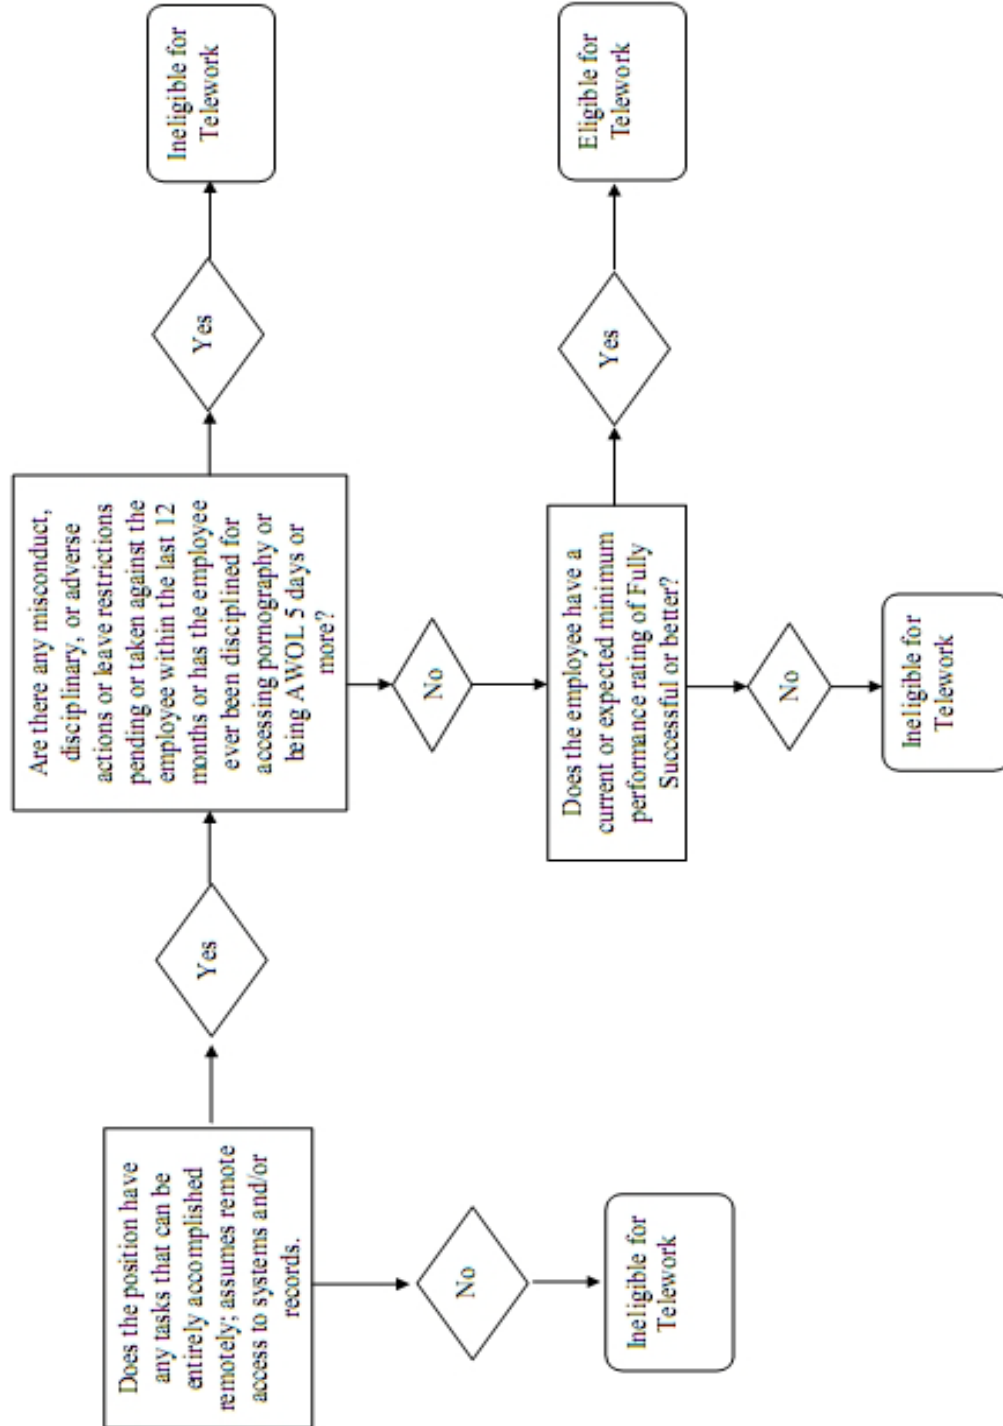 Does the position have
any tasks that can be
entirely accomplished
remotely; assumes remote
access to systems and/or
records.
Yes
No
Ineligible for
Telework
Are there any misconduct,
disciplinary, or adverse
actions or leave restrictions
pending or taken against the
employee within the last 12
months or has the employee
ever been disciplined for
accessing pornography or
being AWOL 5 days or
more?
Yes
Ineligible for
Telework
No
Does the employee have a
current or expected minimum
performance rating of Fully
Successful or better?
Yes
Eligible for
Telework
No
Ineligible for
Telework